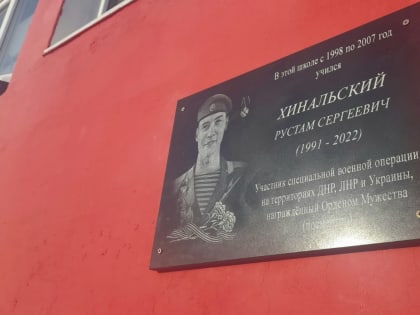 В этой школе с 1998 по 2007 год
учился
ХИНАЛЬСКИЙ
РУСТАМ СЕРГЕЕВИЧ
(1991 - 2022)
Участник специальной военной операции
на территориях ДНР, ЛНР и Украины,
награждённый Орденом Мужества